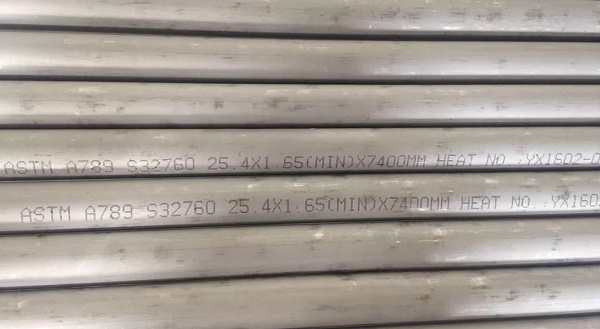 ASTM A789 S32760 25.4X1.65(MIN)X7400MM HEAT NO.:YX1602-0
ASTM A789 S32760 25.4X1.65(MIN)X7400MM HEAT NO.:YX160